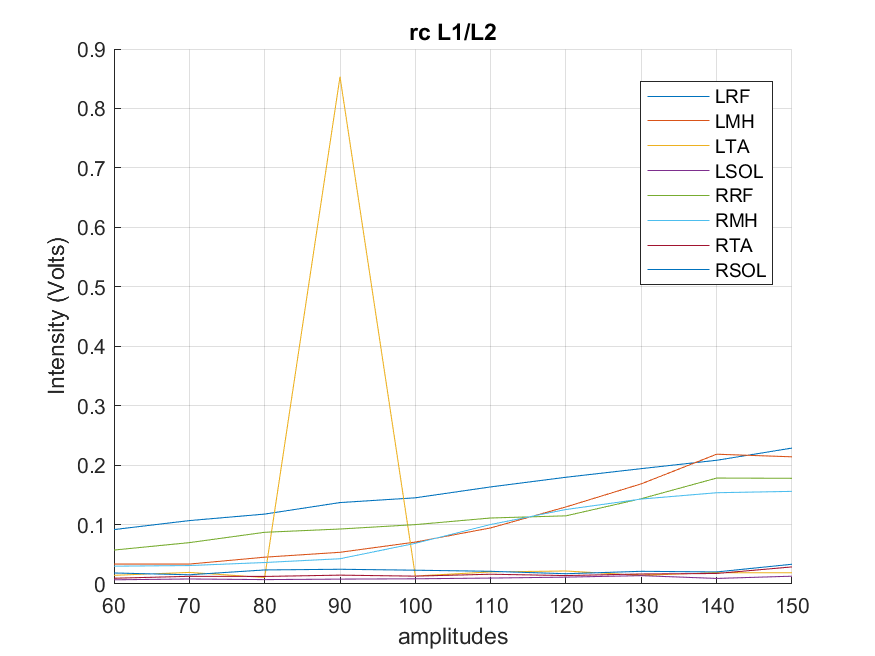 rc L1/L2
0.9
0.8
0.7
0.6
0.5
0.4
0.3
0.2
0.1
0
Intensity (Volts)
60 70 80 90 100 110 120 130 140 150
amplitudes
LRF
LMH
LTA
LSOL
RRF
RMH
RTA
RSOL